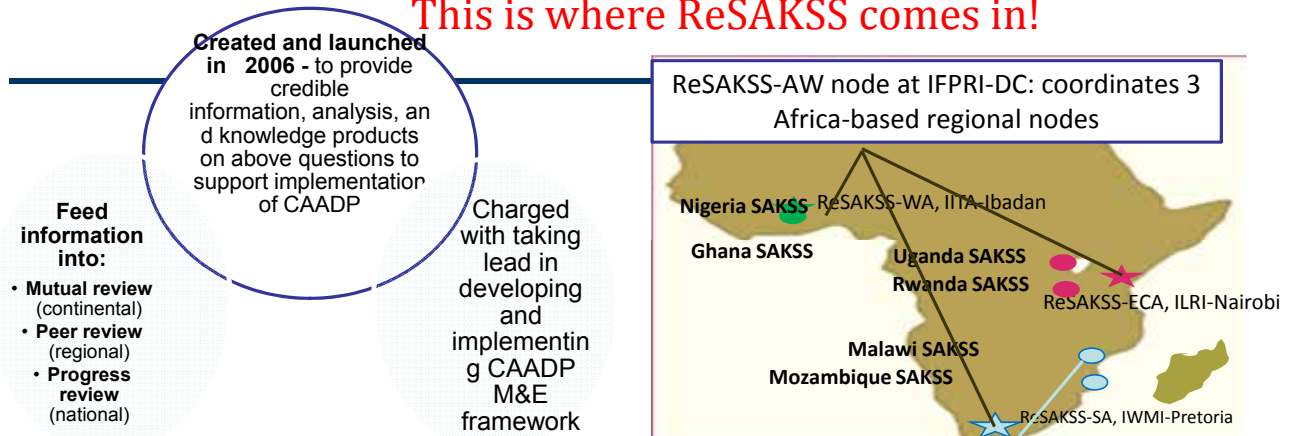 This is where ReSAKSS comes in!
Created and launched
in 2006 - to provide
credible
information, analysis, an
d knowledge products
on above questions to
support implementation
of CAADP
Feed
information
into:
• Mutual review
(continental)
• Peer review
(regional)
• Progress
review
(national)
Charged
with taking
lead in
developing
and
implementin
g CAADP
M&E
framework
ReSAKSS-AW node at IFPRI-DC: coordinates 3
Africa-based regional nodes
Nigeria SAKSS ReSAKSS-WA, IITA-Ibadan
Ghana SAKSS
Uganda SAKSS
Rwanda SAKSS
ReSAKSS-ECA, ILRI-Nairobi
Malawi SAKSS
Mozambique SAKSS
ReSAKSS-SA, IWMI-Pretoria